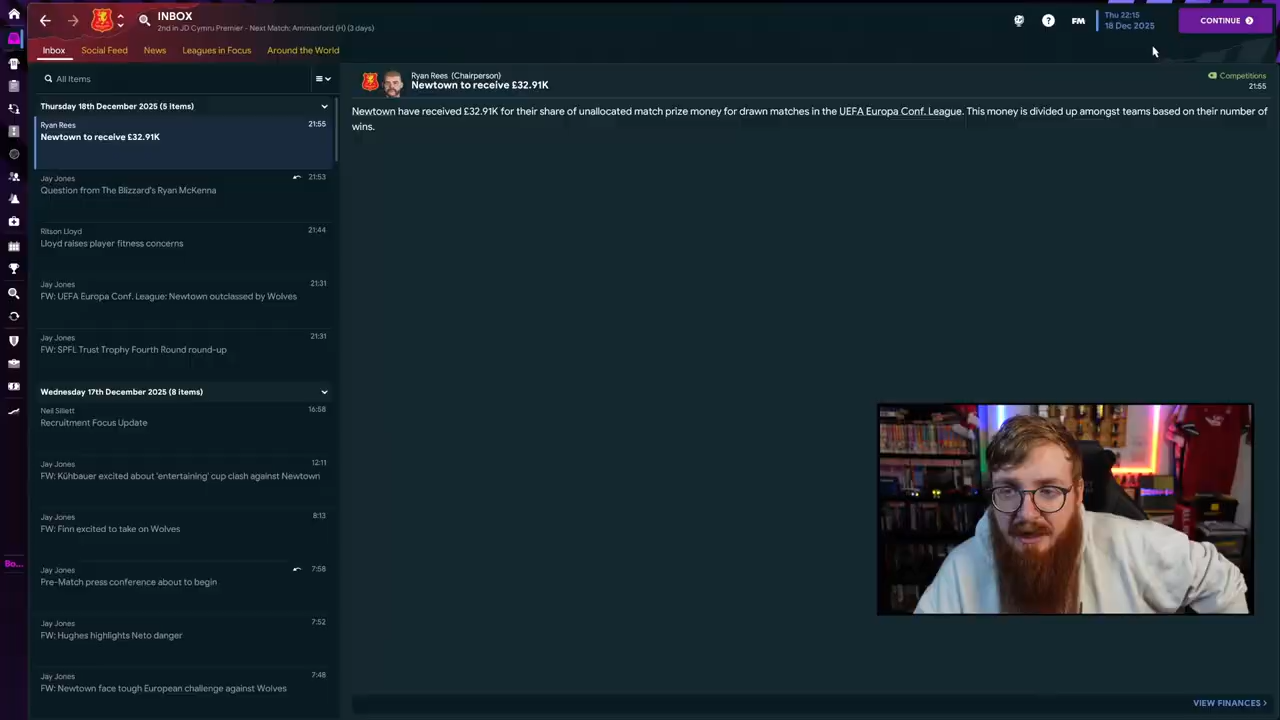 INBOX
2nd in JD Cymru Premier - Next Match: Ammanford (H) (3 days)
FM
Thu 22:15
18 Dec 2025
CONTINUE
Inbox
Social Feed
News
Leagues in Focus
Around the World
All Items
Thursday 18th December 2025 (5 items)
Ryan Rees
21:55
Newtown to receive £32.91K
Jay Jones
21:53
Question from The Blizzard's Ryan McKenna
Ritson Lloyd
21:44
Lloyd raises player fitness concerns
Jay Jones
21:31
FW: UEFA Europa Conf. League: Newtown outclassed by Wolves
Jay Jones
21:31
FW: SPFL Trust Trophy Fourth Round round-up
Wednesday 17th December 2025 (8 items)
Neil Sillett
16:58
Recruitment Focus Update
Jay Jones
12:11
FW: Kühbauer excited about 'entertaining' cup clash against Newtown
Jay Jones
8:13
FW: Finn excited to take on Wolves
Jay Jones
7:58
Pre-Match press conference about to begin
Jay Jones
7:52
FW: Hughes highlights Neto danger
Jay Jones
7:48
FW: Newtown face tough European challenge against Wolves
Bo...
Ryan Rees (Chairperson)
Newtown to receive £32.91K
Competitions
21:55
Newtown have received £32.91K for their share of unallocated match prize money for drawn matches in the UEFA Europa Conf. League. This money is divided up amongst teams based on their number of
wins.
VIEW FINANCES >